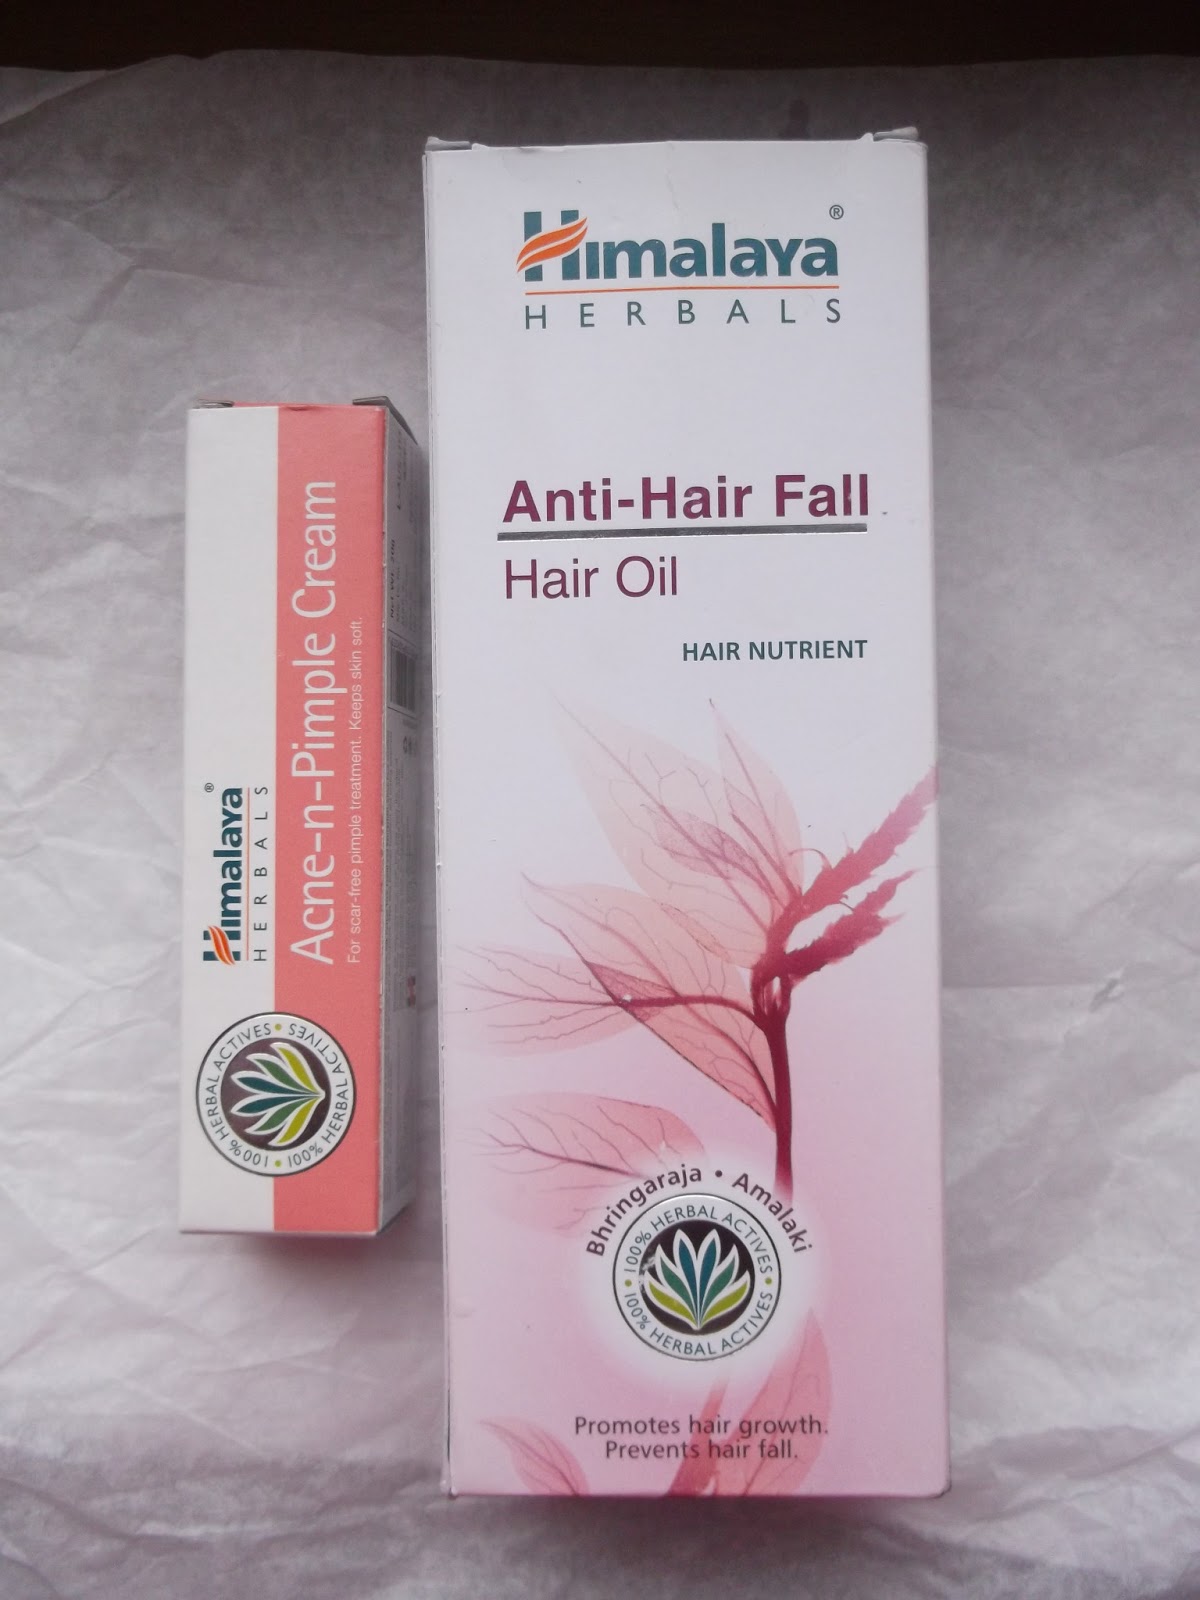 Himalaya®
HERBALS
Acne-n-Pimple Cream
For scar-free pimple treatment. Keeps skin soft.
100% HERBAL ACTIVES • 100% HERBAL ACTIVES •
Himalaya®
HERBALS
Anti-Hair Fall
Hair Oil
HAIR NUTRIENT
Bhringaraja • Amalaki
100% HERBAL ACTIVES • 100% HERBAL ACTIVES •
Promotes hair growth.
Prevents hair fall.